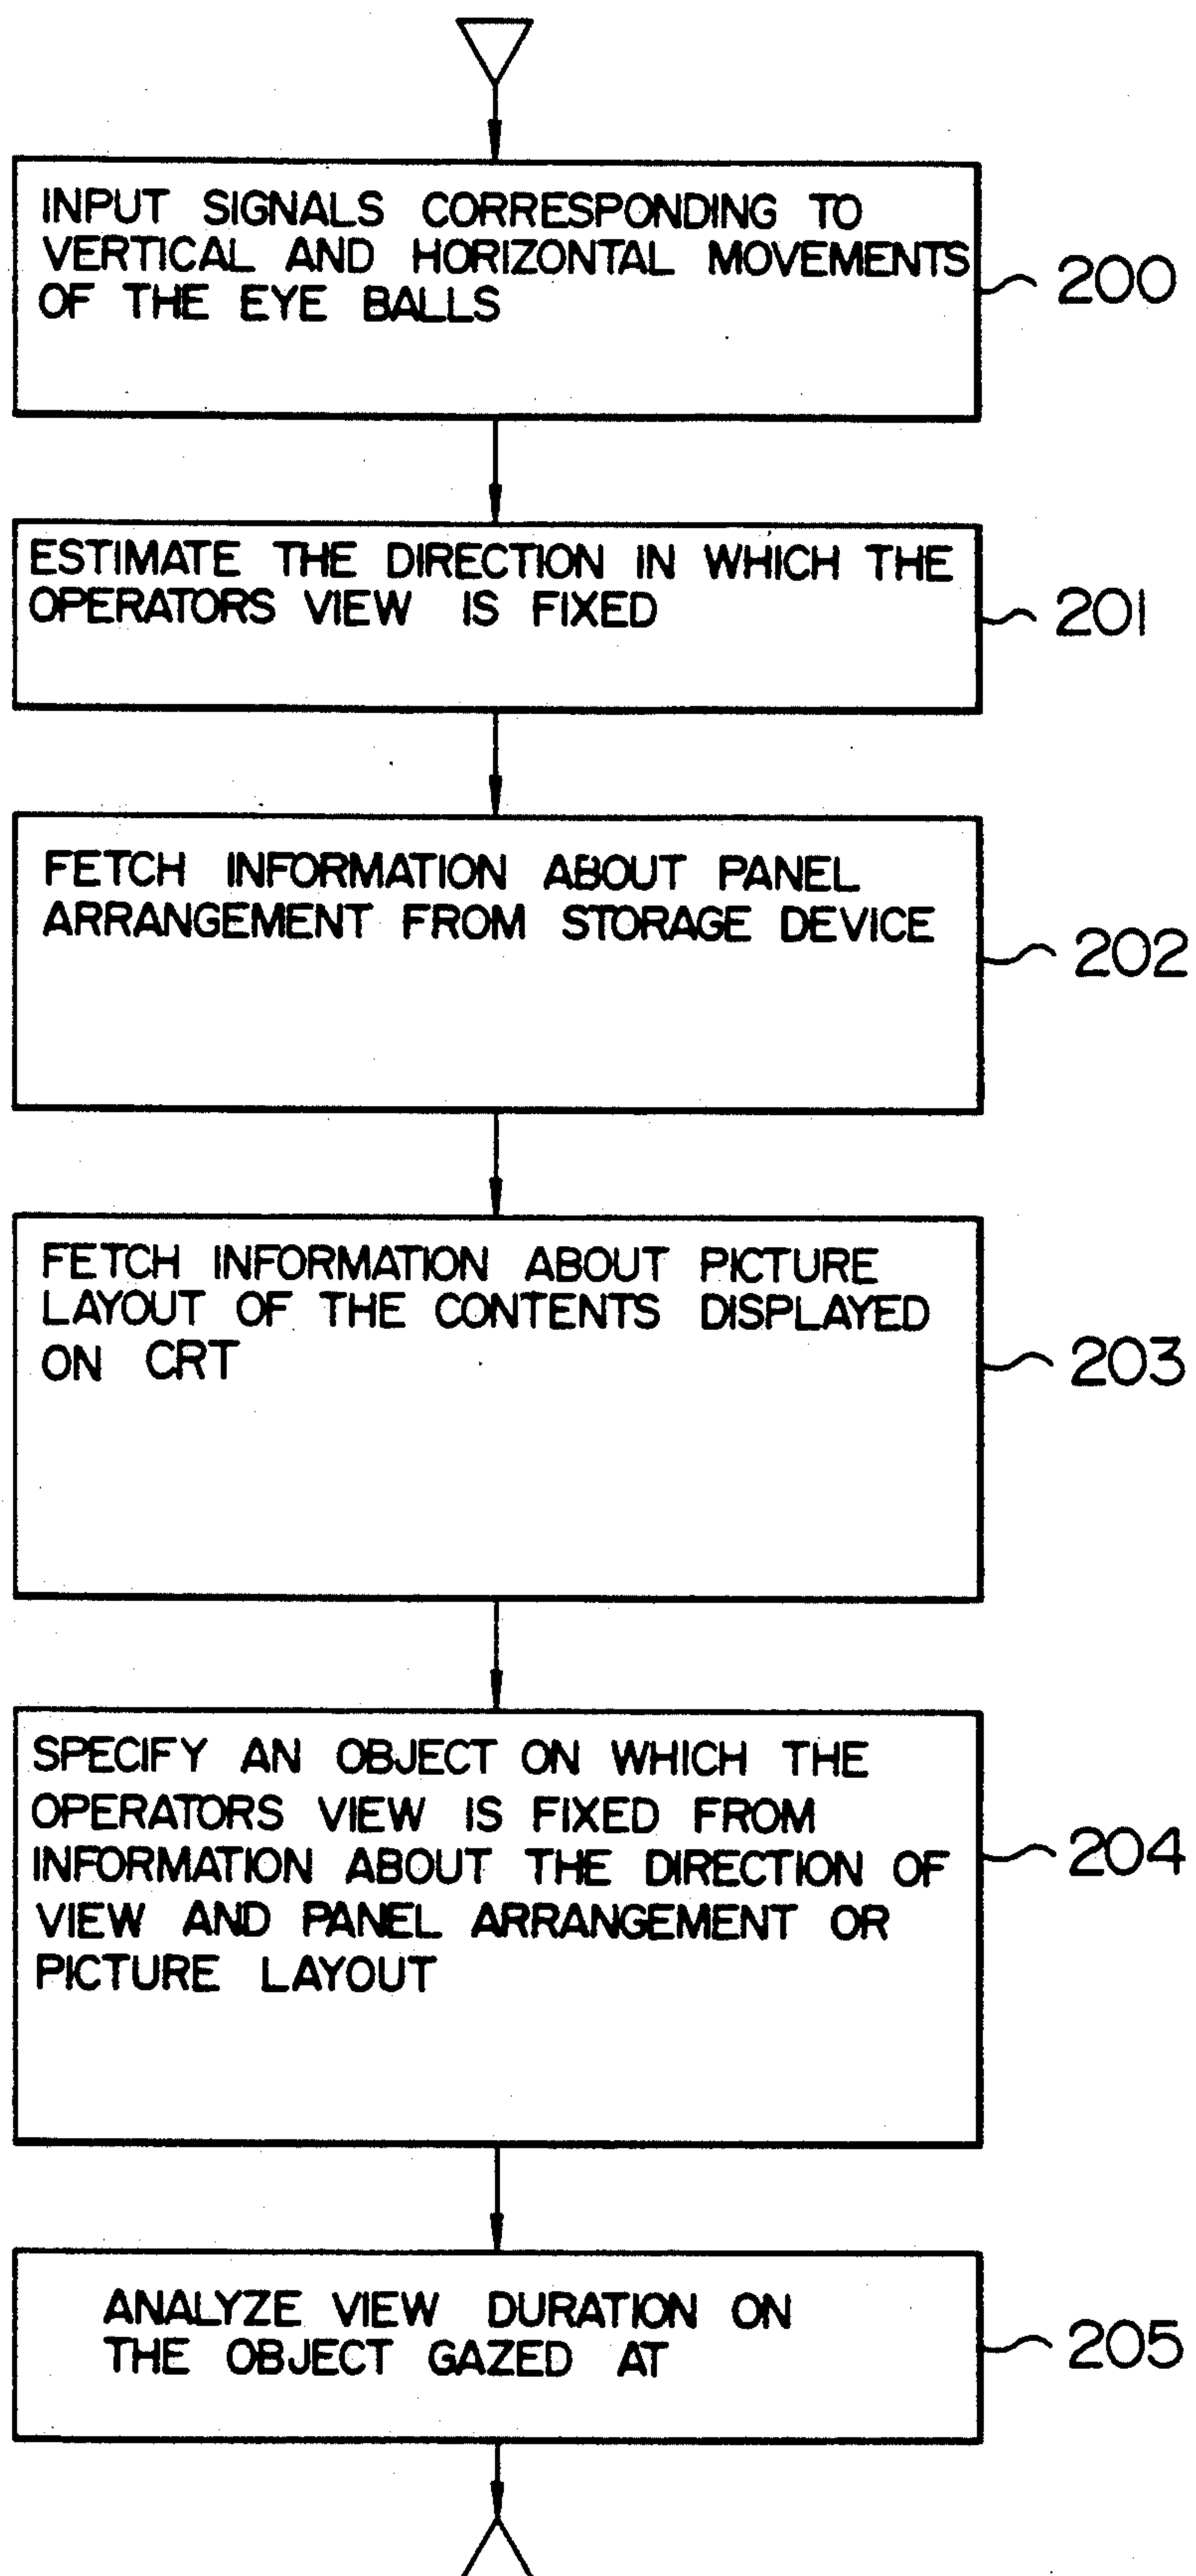 INPUT SIGNALS CORRESPONDING TO
VERTICAL AND HORIZONTAL MOVEMENTS
OF THE EYE BALLS
200
ESTIMATE THE DIRECTION IN WHICH THE
OPERATORS VIEW IS FIXED
201
FETCH INFORMATION ABOUT PANEL
ARRANGEMENT FROM STORAGE DEVICE
202
FETCH INFORMATION ABOUT PICTURE
LAYOUT OF THE CONTENTS DISPLAYED
ON CRT
203
SPECIFY AN OBJECT ON WHICH THE
OPERATORS VIEW IS FIXED FROM
INFORMATION ABOUT THE DIRECTION OF
VIEW AND PANEL ARRANGEMENT OR
PICTURE LAYOUT
204
ANALYZE VIEW DURATION ON
THE OBJECT GAZED AT
205